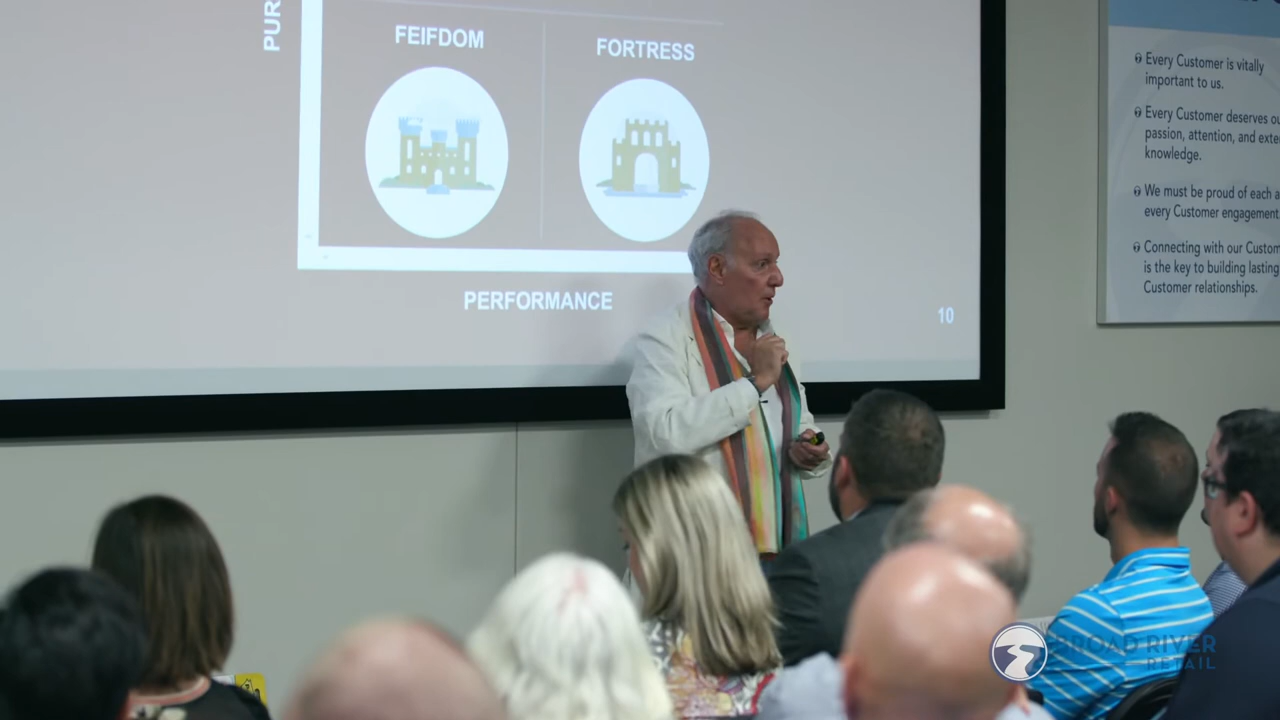 PUR
FEIFDOM
FORTRESS
PERFORMANCE
10
Every Customer is vitally
important to us.
Every Customer deserves ou
passion, attention, and exte
knowledge.
We must be proud of each a
every Customer engagement
Connecting with our Custom
is the key to building lasting
Customer relationships.
BROAD RIVER
RETAIL